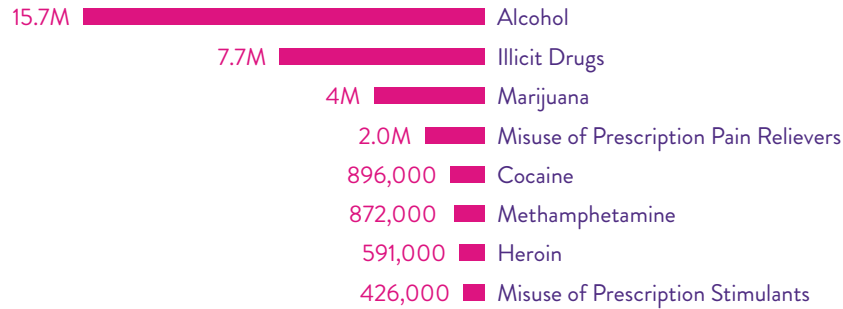 15.7M Alcohol
7.7M Illicit Drugs
4M Marijuana
2.0M Misuse of Prescription Pain Relievers
896,000 Cocaine
872,000 Methamphetamine
591,000 Heroin
426,000 Misuse of Prescription Stimulants